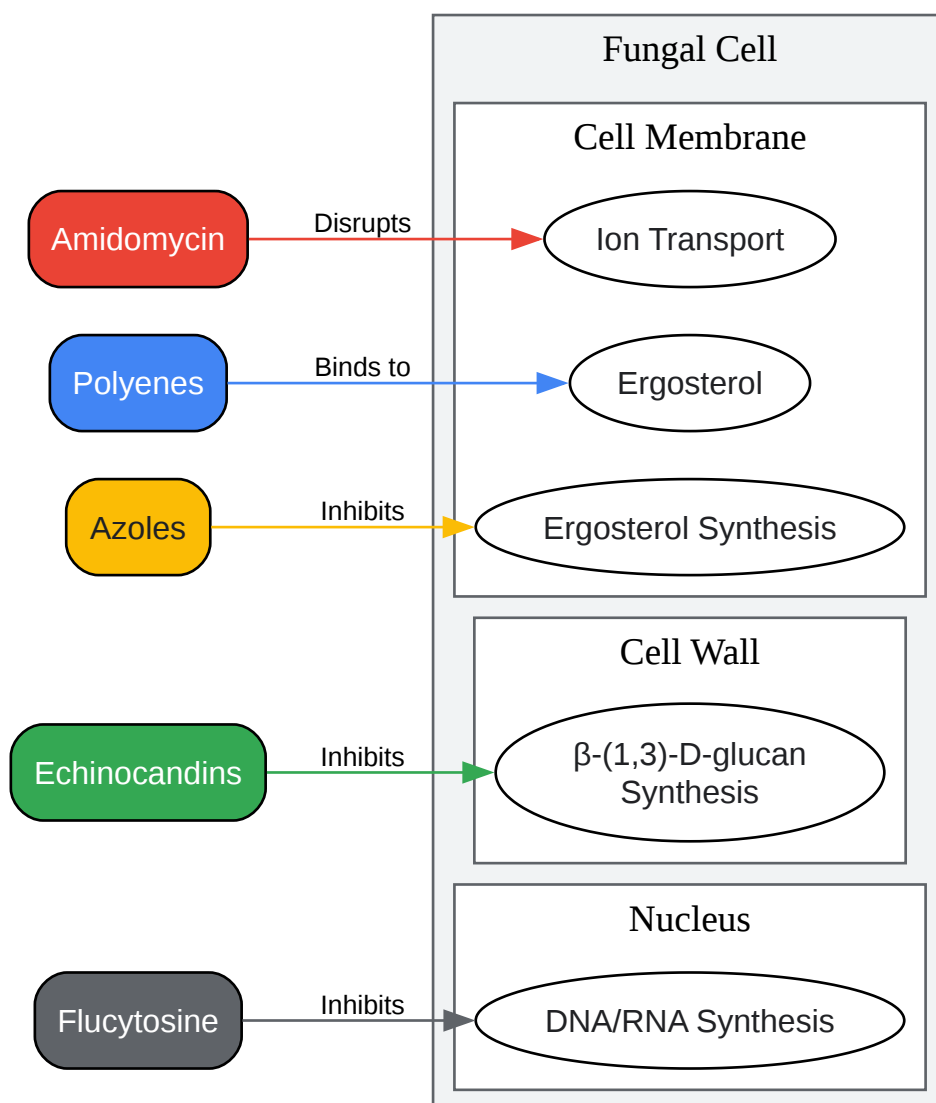 Fungal Cell
Cell Membrane
Amidomycin
Disrupts
Ion Transport
Polyenes
Binds to
Ergosterol
Azoles
Inhibits
Ergosterol Synthesis
Cell Wall
Echinocandins
Inhibits
β-(1,3)-D-glucan
Synthesis
Nucleus
Flucytosine
Inhibits
DNA/RNA Synthesis